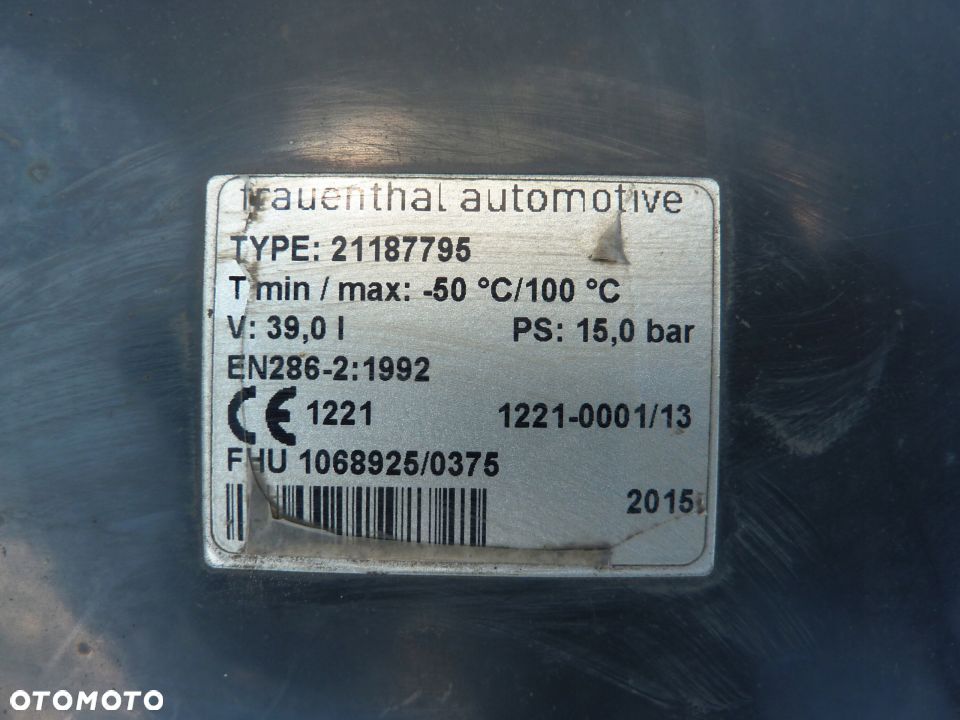 frauenthal automotive
TYPE: 21187795
T min / max: -50 °C/100 °C
V: 39,0 l PS: 15,0 bar
EN286-2:1992
CE 1221 1221-0001/13
FHU 1068925/0375
2015
OTOMOTO